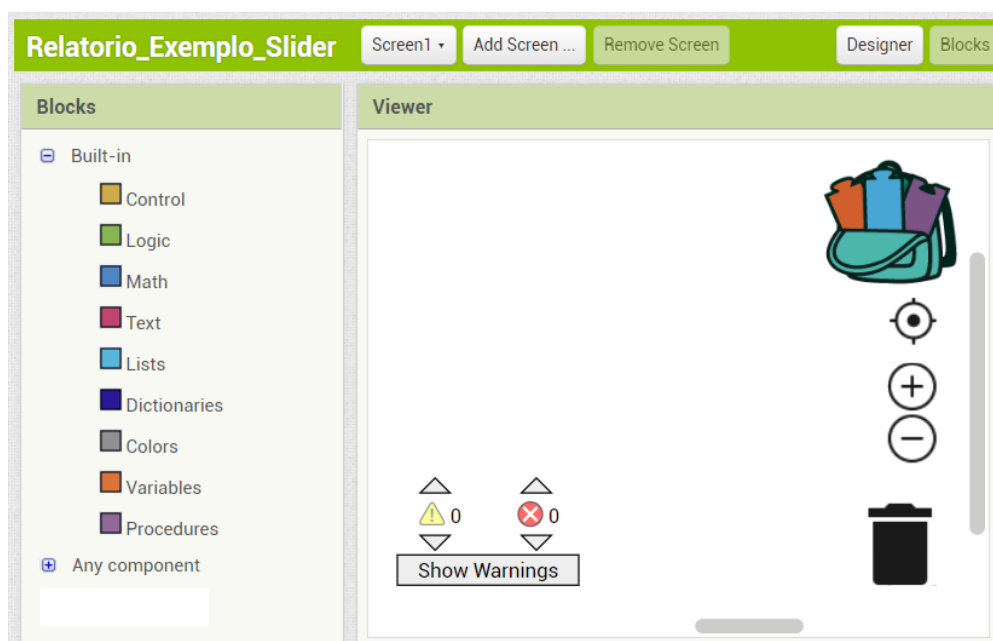 Relatorio_Exemplo_Slider Screen1 Add Screen ... Remove Screen Designer Blocks
Blocks
Viewer
Built-in
Control
Logic
Math
Text
Lists
Dictionaries
Colors
Variables
Procedures
Any component
0 0
Show Warnings